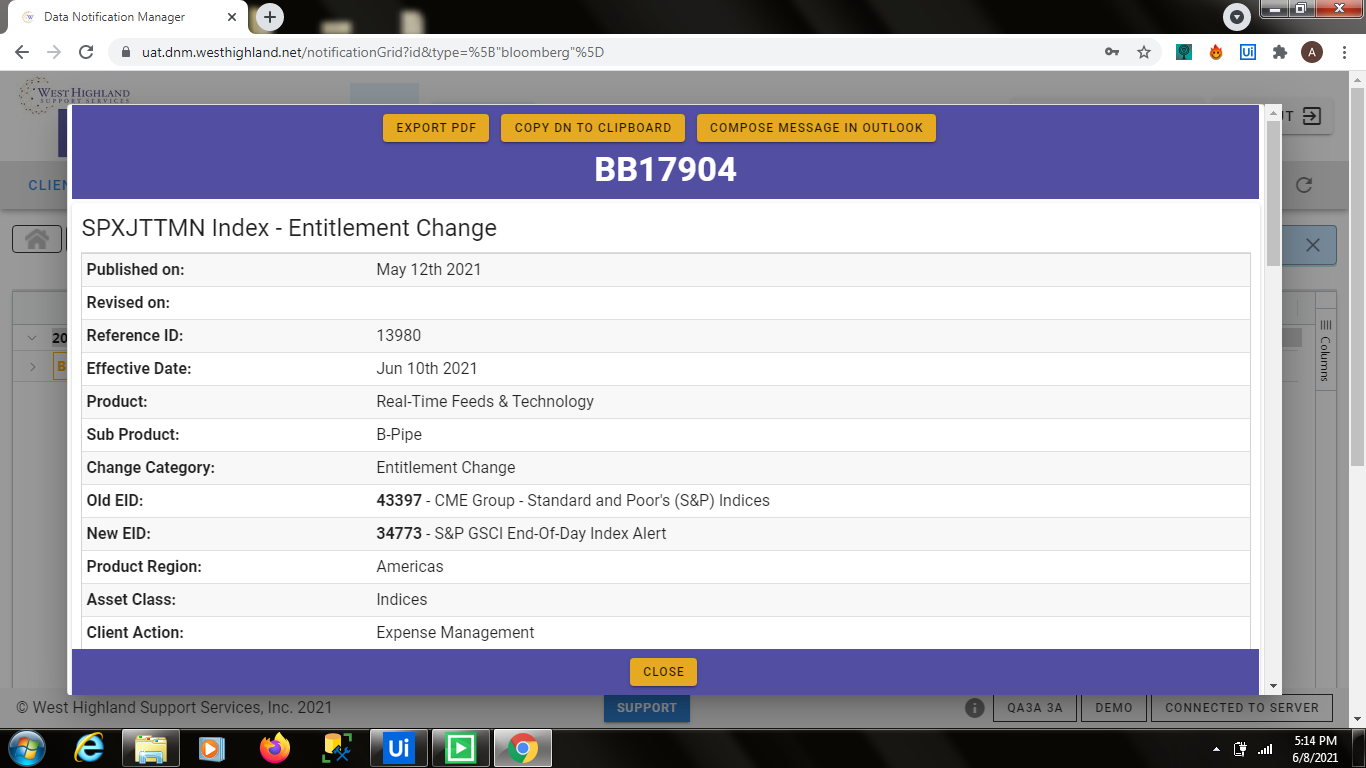 Data Notification Manager
uat.dnm.westhighland.net/notificationGrid?id&type=%5B"bloomberg"%5D
Ui
A
WEST HIGHLAND
SUPPORT SERVICES
EXPORT PDF COPY DN TO CLIPBOARD COMPOSE MESSAGE IN OUTLOOK
UT
BB17904
CLIEN
SPXJTTMN Index - Entitlement Change
Published on: May 12th 2021
Revised on:
Reference ID: 13980
20
Effective Date: Jun 10th 2021
B
Columns
Product: Real-Time Feeds & Technology
Sub Product: B-Pipe
Change Category: Entitlement Change
Old EID: 43397 - CME Group - Standard and Poor's (S&P) Indices
New EID: 34773 - S&P GSCI End-Of-Day Index Alert
Product Region: Americas
Asset Class: Indices
Client Action: Expense Management
CLOSE
© West Highland Support Services, Inc. 2021 SUPPORT QA3A 3A DEMO CONNECTED TO SERVER
Ui
5:14 PM
6/8/2021